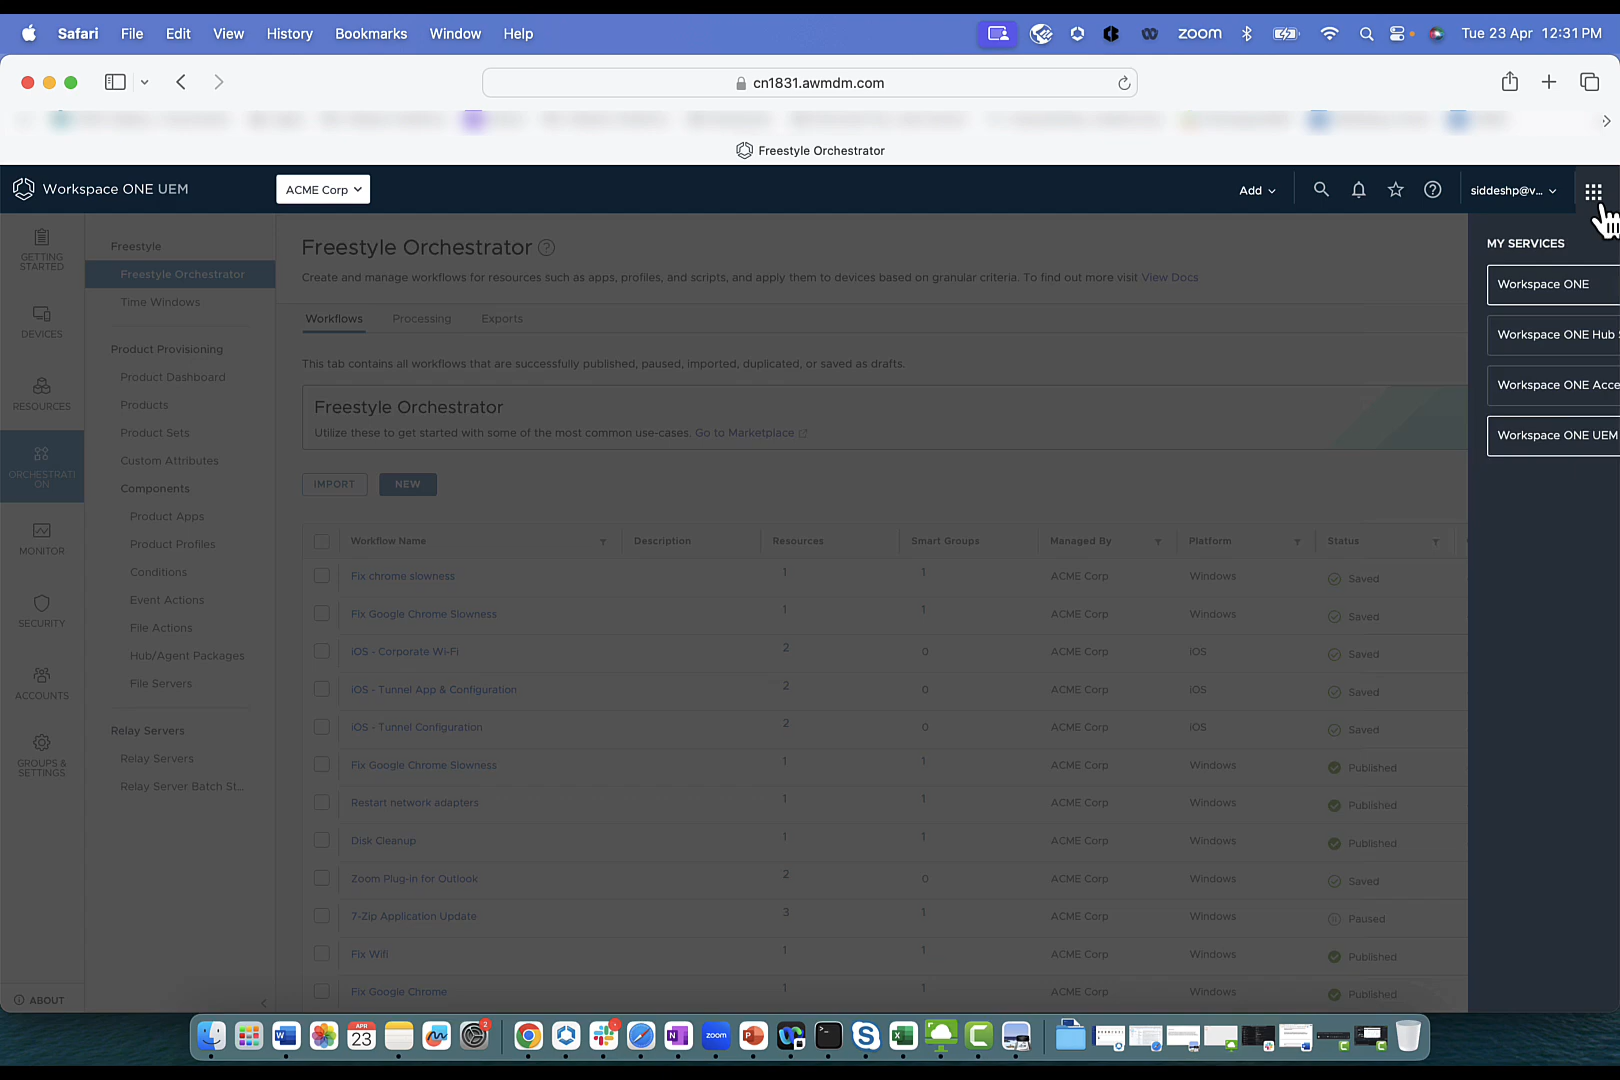 Safari File Edit View History Bookmarks Window Help
zoom
Tue 23 Apr 12:31 PM
cn1831.awmdm.com
Freestyle Orchestrator
Workspace ONE UEM
ACME Corp
Add
siddeshp@v...
MY SERVICES
Workspace ONE
Workspace ONE Hub
Workspace ONE Acce
Workspace ONE UEM
GETTING
STARTED
DEVICES
RESOURCES
ORCHESTRATI
ON
MONITOR
SECURITY
ACCOUNTS
GROUPS &
SETTINGS
ABOUT
Freestyle
Freestyle Orchestrator
Time Windows
Product Provisioning
Product Dashboard
Products
Product Sets
Custom Attributes
Components
Product Apps
Product Profiles
Conditions
Event Actions
File Actions
Hub/Agent Packages
File Servers
Relay Servers
Relay Servers
Relay Server Batch St...
Freestyle Orchestrator
Create and manage workflows for resources such as apps, profiles, and scripts, and apply them to devices based on granular criteria. To find out more visit View Docs
Workflows Processing Exports
This tab contains all workflows that are successfully published, paused, imported, duplicated, or saved as drafts.
Freestyle Orchestrator
Utilize these to get started with some of the most common use-cases. Go to Marketplace
IMPORT NEW
Workflow Name Description Resources Smart Groups Managed By Platform Status
Fix chrome slowness 1 1 ACME Corp Windows Saved
Fix Google Chrome Slowness 1 1 ACME Corp Windows Saved
iOS - Corporate Wi-Fi 2 0 ACME Corp iOS Saved
iOS - Tunnel App & Configuration 2 0 ACME Corp iOS Saved
iOS - Tunnel Configuration 2 0 ACME Corp iOS Saved
Fix Google Chrome Slowness 1 1 ACME Corp Windows Published
Restart network adapters 1 1 ACME Corp Windows Published
Disk Cleanup 1 1 ACME Corp Windows Published
Zoom Plug-in for Outlook 2 0 ACME Corp Windows Saved
7-Zip Application Update 3 1 ACME Corp Windows Paused
Fix Wifi 1 1 ACME Corp Windows Published
Fix Google Chrome 1 1 ACME Corp Windows Published
APR
23
2
zoom